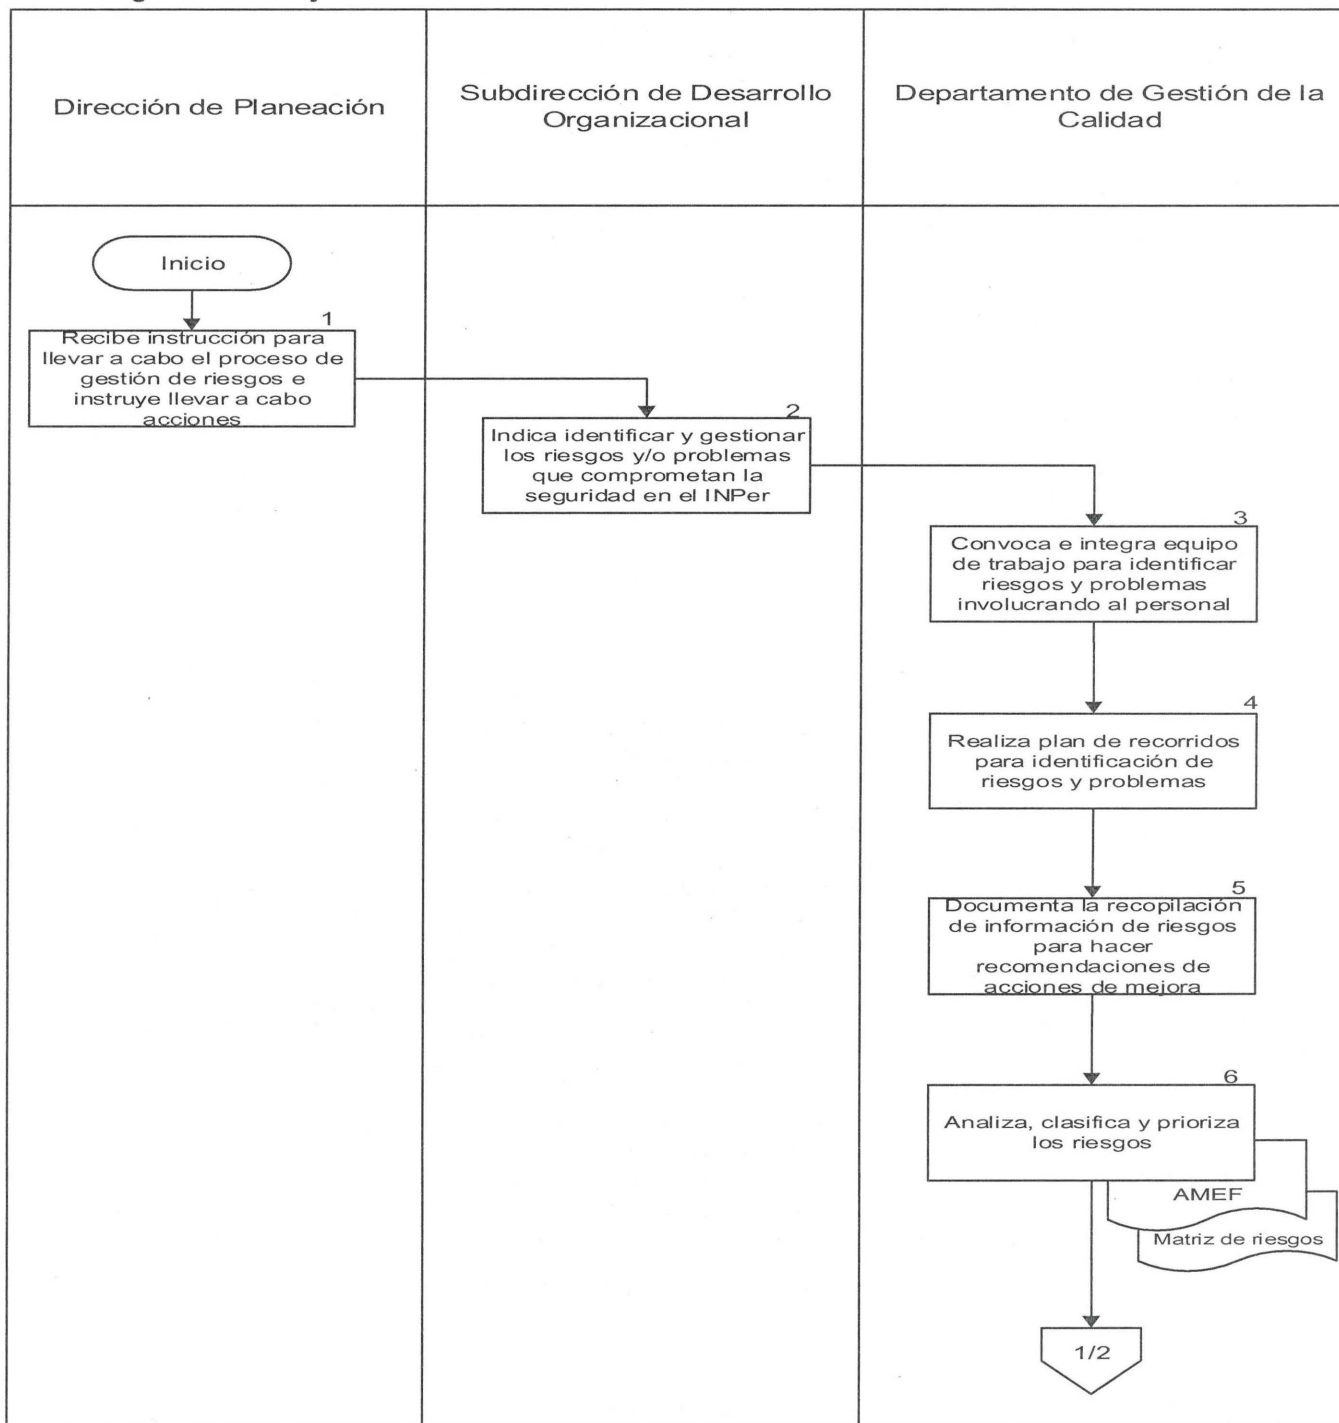 Dirección de Planeación
Subdirección de Desarrollo
Organizacional
Departamento de Gestión de la
Calidad
Inicio
1
Recibe instrucción para
llevar a cabo el proceso de
gestión de riesgos e
instruye llevar a cabo
acciones
2
Indica identificar y gestionar
los riesgos y/o problemas
que comprometan la
seguridad en el INPer
3
Convoca e integra equipo
de trabajo para identificar
riesgos y problemas
involucrando al personal
4
Realiza plan de recorridos
para identificación de
riesgos y problemas
5
Documenta la recopilación
de información de riesgos
para hacer
recomendaciones de
acciones de mejora
6
Analiza, clasifica y prioriza
los riesgos
AMEF
Matriz de riesgos
1/2